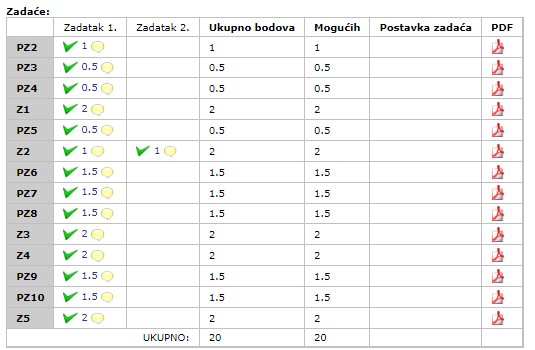 Zadaće:
Zadatak 1. Zadatak 2. Ukupno bodova Mogućih Postavka zadaća PDF
PZ2 1 1 1
PZ3 0.5 0.5 0.5
PZ4 0.5 0.5 0.5
Z1 2 2 2
PZ5 0.5 0.5 0.5
Z2 1 1 2 2
PZ6 1.5 1.5 1.5
PZ7 1.5 1.5 1.5
PZ8 1.5 1.5 1.5
Z3 2 2 2
Z4 2 2 2
PZ9 1.5 1.5 1.5
PZ10 1.5 1.5 1.5
Z5 2 2 2
UKUPNO: 20 20